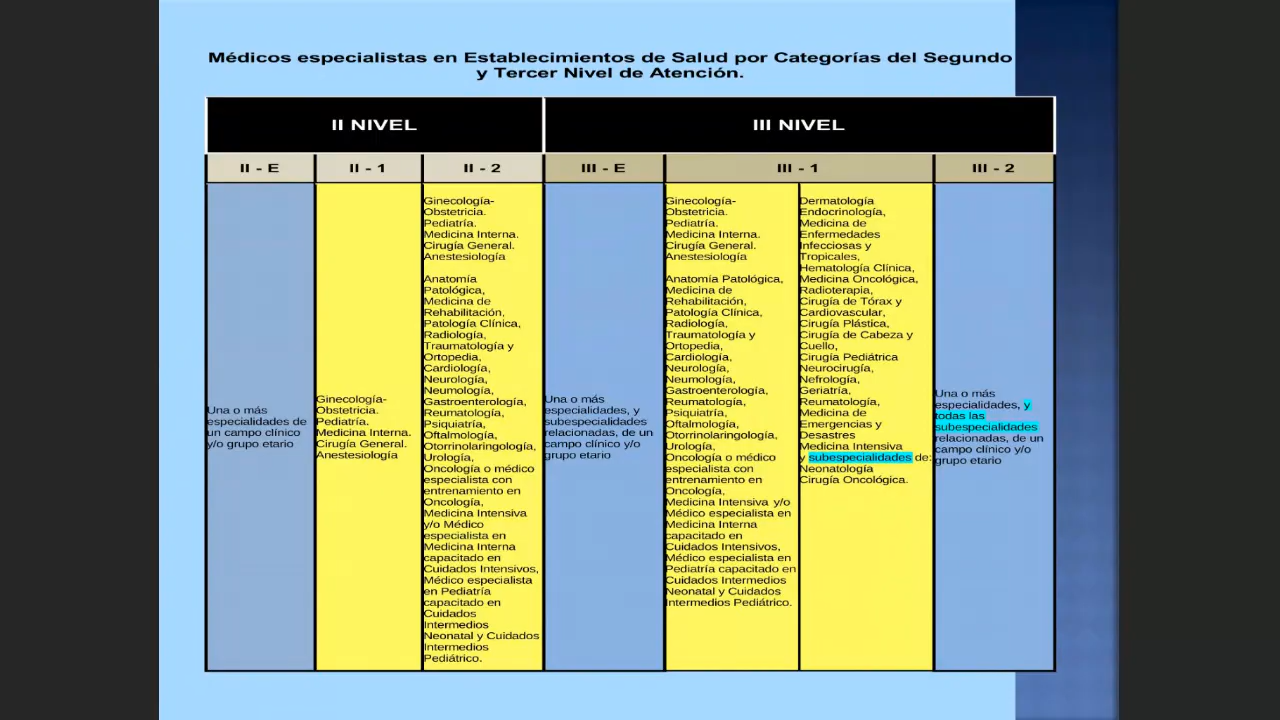 Médicos especialistas en Establecimientos de Salud por Categorías del Segundo
y Tercer Nivel de Atención.
II NIVEL
III NIVEL
II - E
II - 1
II - 2
III - E
III - 1
III - 2
Una o más
especialidades de
un campo clínico
y/o grupo etario
Ginecología-
Obstetricia.
Pediatría.
Medicina Interna.
Cirugía General.
Anestesiología
Ginecología-
Obstetricia.
Pediatría.
Medicina Interna.
Cirugía General.
Anestesiología
Anatomía
Patológica,
Medicina de
Rehabilitación,
Patología Clínica,
Radiología,
Traumatología y
Ortopedia,
Cardiología,
Neurología,
Neumología,
Gastroenterología,
Reumatología,
Psiquiatría,
Oftalmología,
Otorrinolaringología,
Urología,
Oncología o médico
especialista con
entrenamiento en
Oncología,
Medicina Intensiva
y/o Médico
especialista en
Medicina Interna
capacitado en
Cuidados Intensivos,
Médico especialista
en Pediatría
capacitado en
Cuidados
Intermedios
Neonatal y Cuidados
Intermedios
Pediátrico.
Una o más
especialidades, y
subespecialidades
relacionadas, de un
campo clínico y/o
grupo etario
Ginecología-
Obstetricia.
Pediatría.
Medicina Interna.
Cirugía General.
Anestesiología
Anatomía Patológica,
Medicina de
Rehabilitación,
Patología Clínica,
Radiología,
Traumatología y
Ortopedia,
Cardiología,
Neurología,
Neumología,
Gastroenterología,
Reumatología,
Psiquiatría,
Oftalmología,
Otorrinolaringología,
Urología,
Oncología o médico
especialista con
entrenamiento en
Oncología,
Medicina Intensiva y/o
Médico especialista en
Medicina Interna
capacitado en
Cuidados Intensivos,
Médico especialista en
Pediatría capacitado en
Cuidados Intermedios
Neonatal y Cuidados
Intermedios Pediátrico.
Dermatología
Endocrinología,
Medicina de
Enfermedades
Infecciosas y
Tropicales,
Hematología Clínica,
Medicina Oncológica,
Radioterapia,
Cirugía de Tórax y
Cardiovascular,
Cirugía Plástica,
Cirugía de Cabeza y
Cuello,
Cirugía Pediátrica
Neurocirugía,
Nefrología,
Geriatría,
Reumatología,
Medicina de
Emergencias y
Desastres
Medicina Intensiva
y subespecialidades de:
Neonatología
Cirugía Oncológica.
Una o más
especialidades, y
todas las
subespecialidades
relacionadas, de un
campo clínico y/o
grupo etario